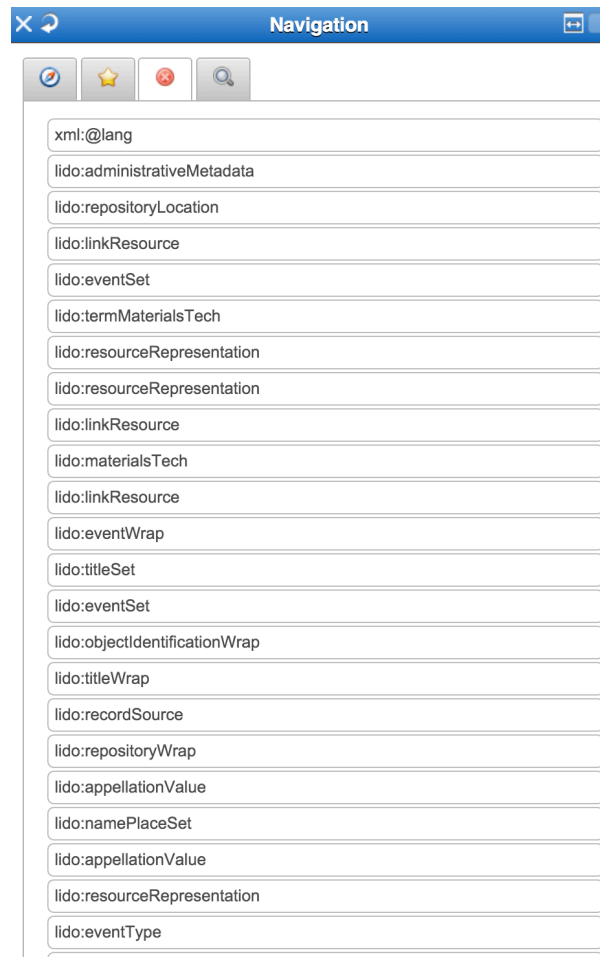 Navigation
xml:@lang
lido:administrativeMetadata
lido:repositoryLocation
lido:linkResource
lido:eventSet
lido:termMaterialsTech
lido:resourceRepresentation
lido:resourceRepresentation
lido:linkResource
lido:materialsTech
lido:linkResource
lido:eventWrap
lido:titleSet
lido:eventSet
lido:objectIdentificationWrap
lido:titleWrap
lido:recordSource
lido:repositoryWrap
lido:appellationValue
lido:namePlaceSet
lido:appellationValue
lido:resourceRepresentation
lido:eventType